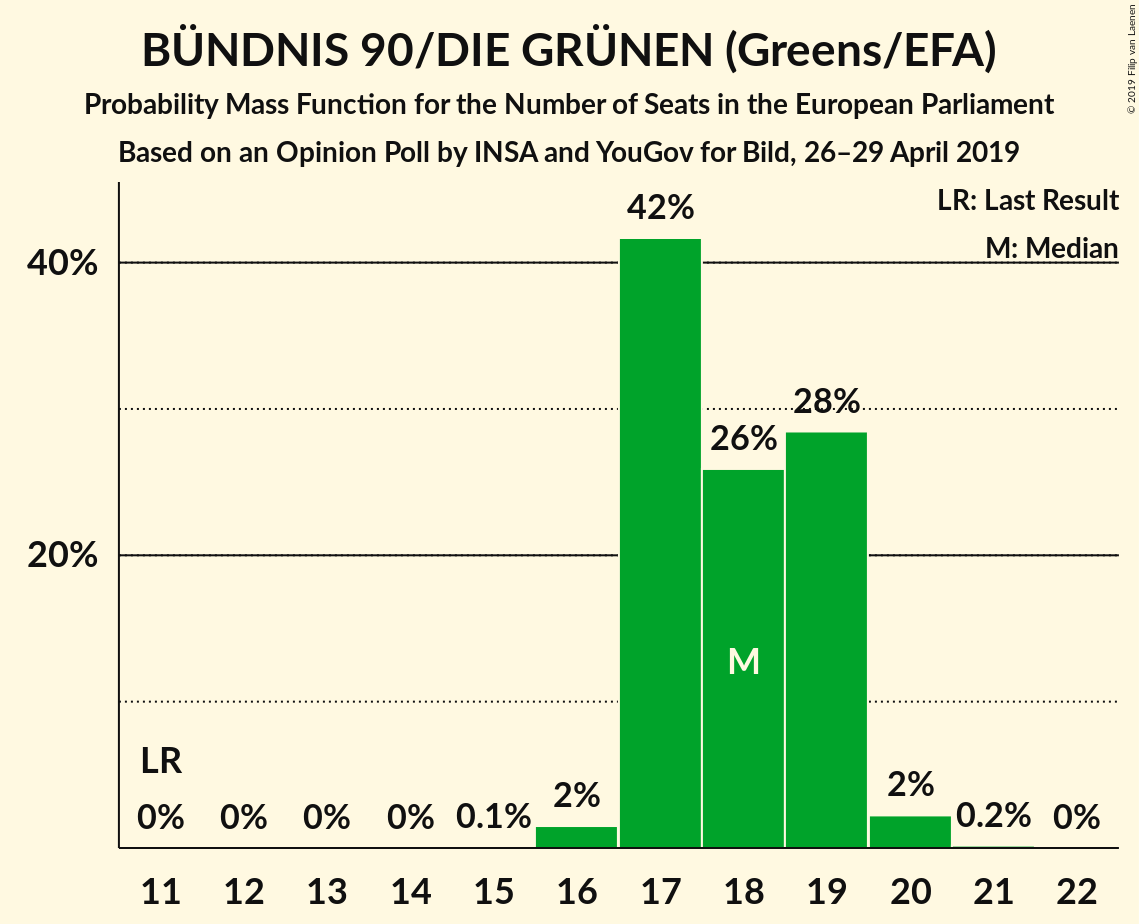 BÜNDNIS 90/DIE GRÜNEN (Greens/EFA)
Probability Mass Function for the Number of Seats in the European Parliament
Based on an Opinion Poll by INSA and YouGov for Bild, 26–29 April 2019
© 2019 Filip van Laenen
LR: Last Result
M: Median
40%
20%
42%
28%
26%
M
LR
0% 0% 0% 0% 0.1% 2% 2% 0.2% 0%
11 12 13 14 15 16 17 18 19 20 21 22